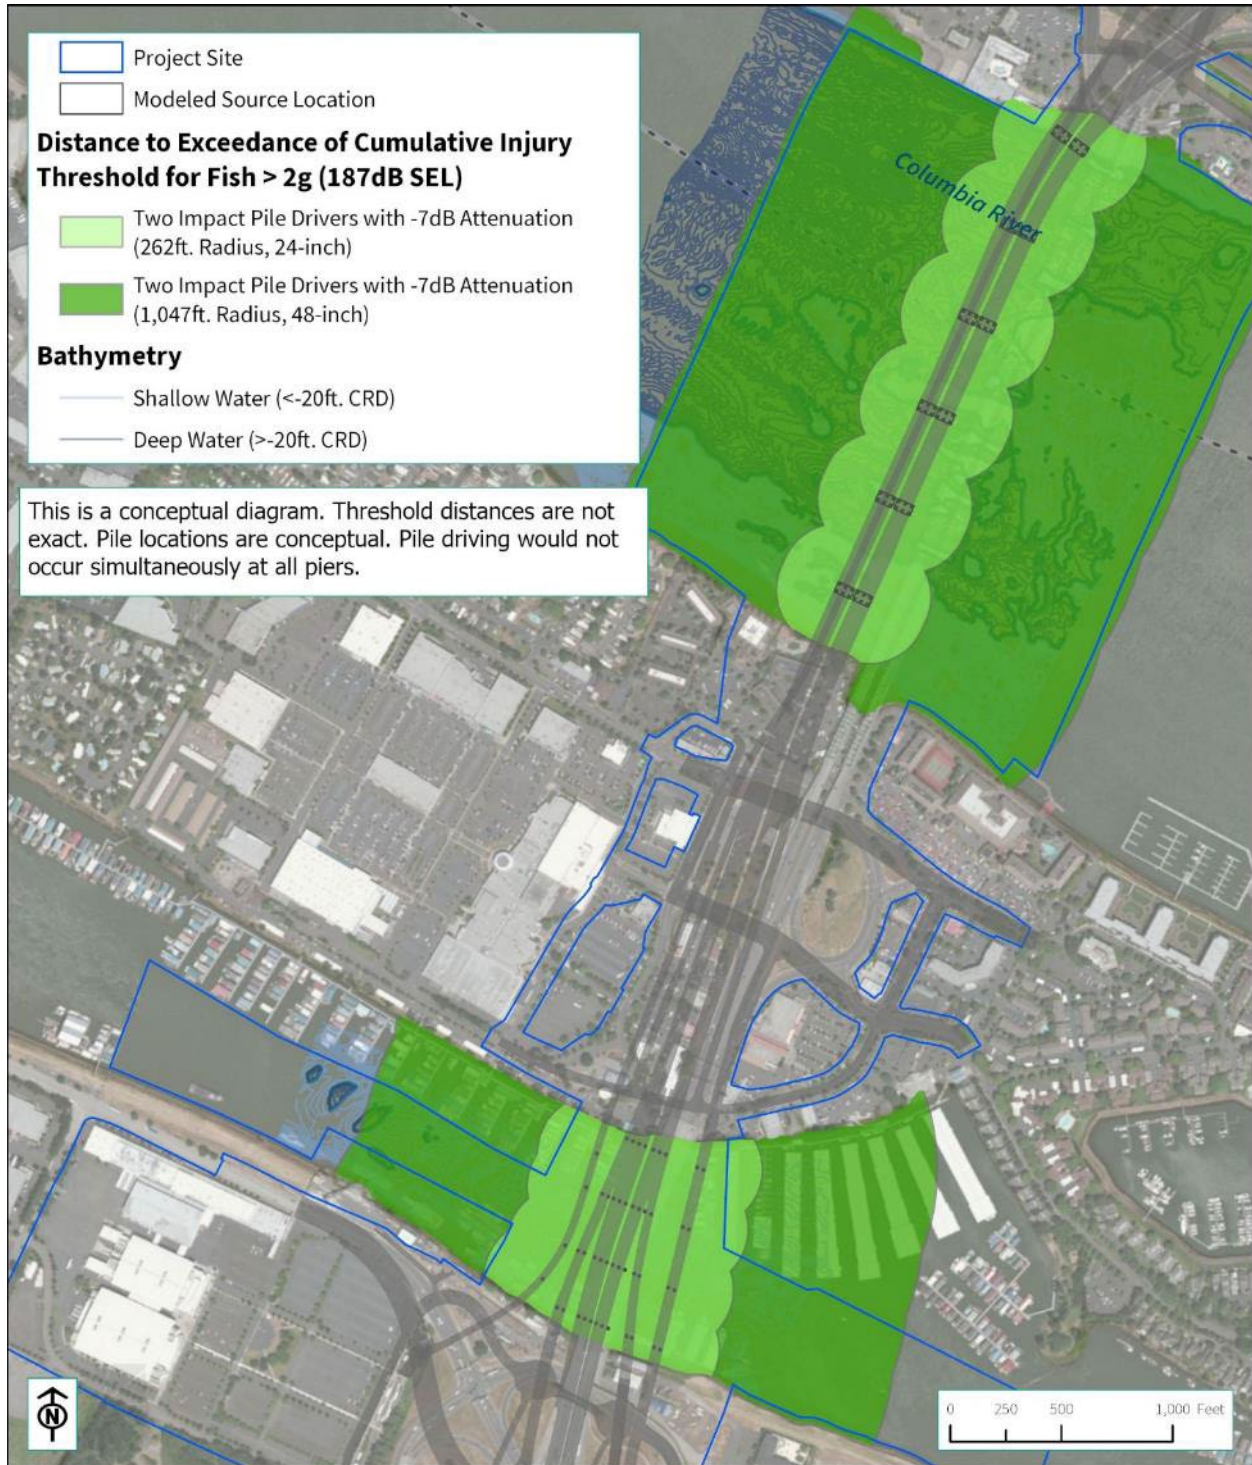 Project Site
Modeled Source Location
Distance to Exceedance of Cumulative Injury
Threshold for Fish > 2g (187dB SEL)
Two Impact Pile Drivers with -7dB Attenuation
(262ft. Radius, 24-inch)
Two Impact Pile Drivers with -7dB Attenuation
(1,047ft. Radius, 48-inch)
Bathymetry
Shallow Water (<-20ft. CRD)
Deep Water (>-20ft. CRD)
This is a conceptual diagram. Threshold distances are not
exact. Pile locations are conceptual. Pile driving would not
occur simultaneously at all piers.
Columbia River
N
0 250 500 1,000 Feet